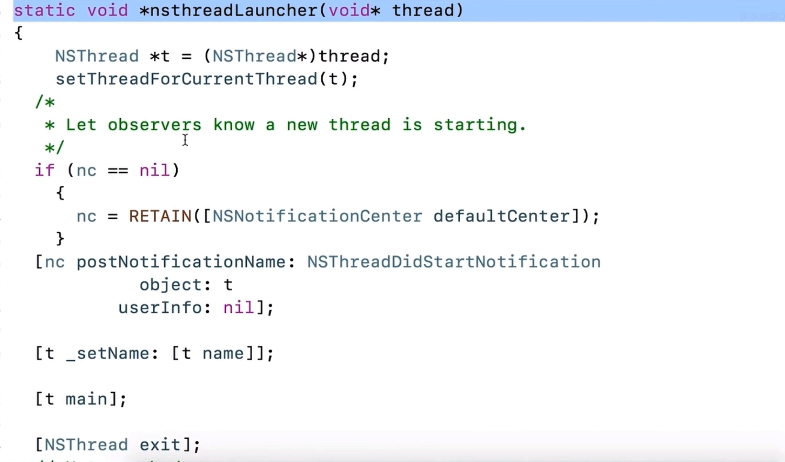 static void *nsthreadLauncher(void* thread)
{
NSThread *t = (NSThread*)thread;
setThreadForCurrentThread(t);
/*
* Let observers know a new thread is starting.
*/
if (nc == nil)
{
nc = RETAIN([NSNotificationCenter defaultCenter]);
}
[nc postNotificationName: NSThreadDidStartNotification
object: t
userInfo: nil];
[t _setName: [t name]];
[t main];
[NSThread exit];